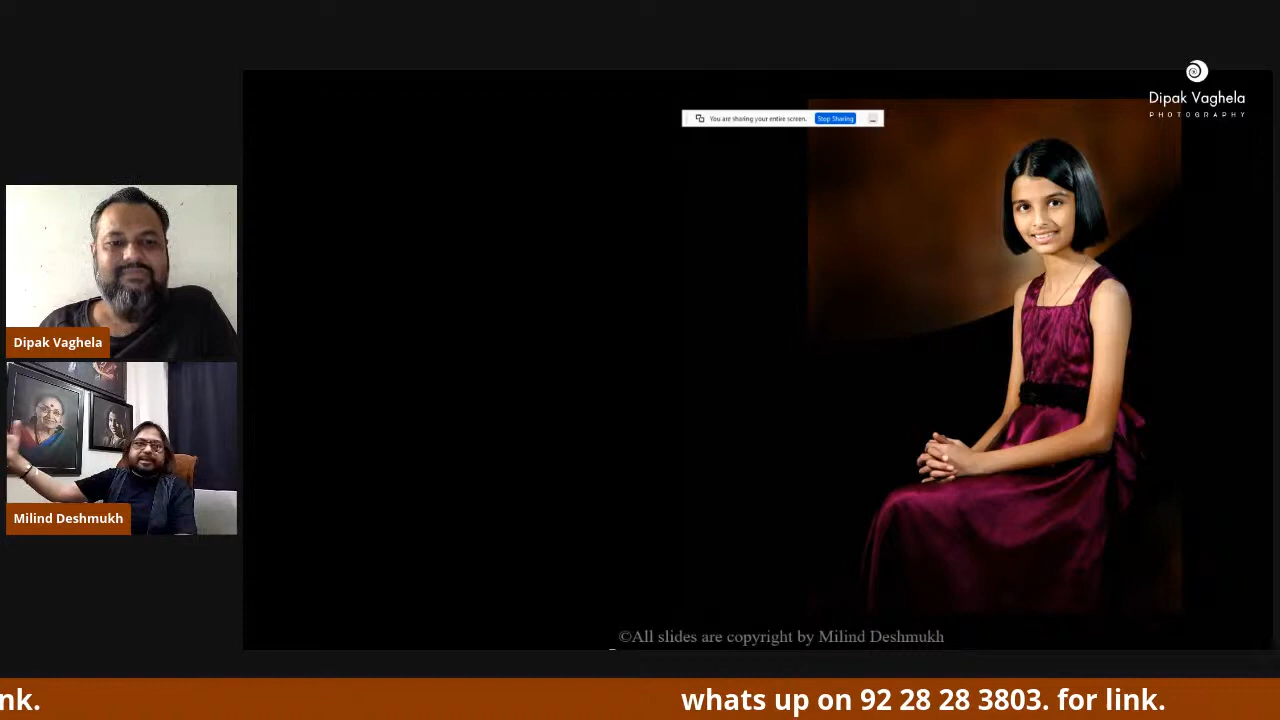 Dipak Vaghela
PHOTOGRAPHY
You are sharing your entire screen.
Stop Sharing
Dipak Vaghela
Milind Deshmukh
©All slides are copyright by Milind Deshmukh
nk.
whats up on 92 28 28 3803. for link.